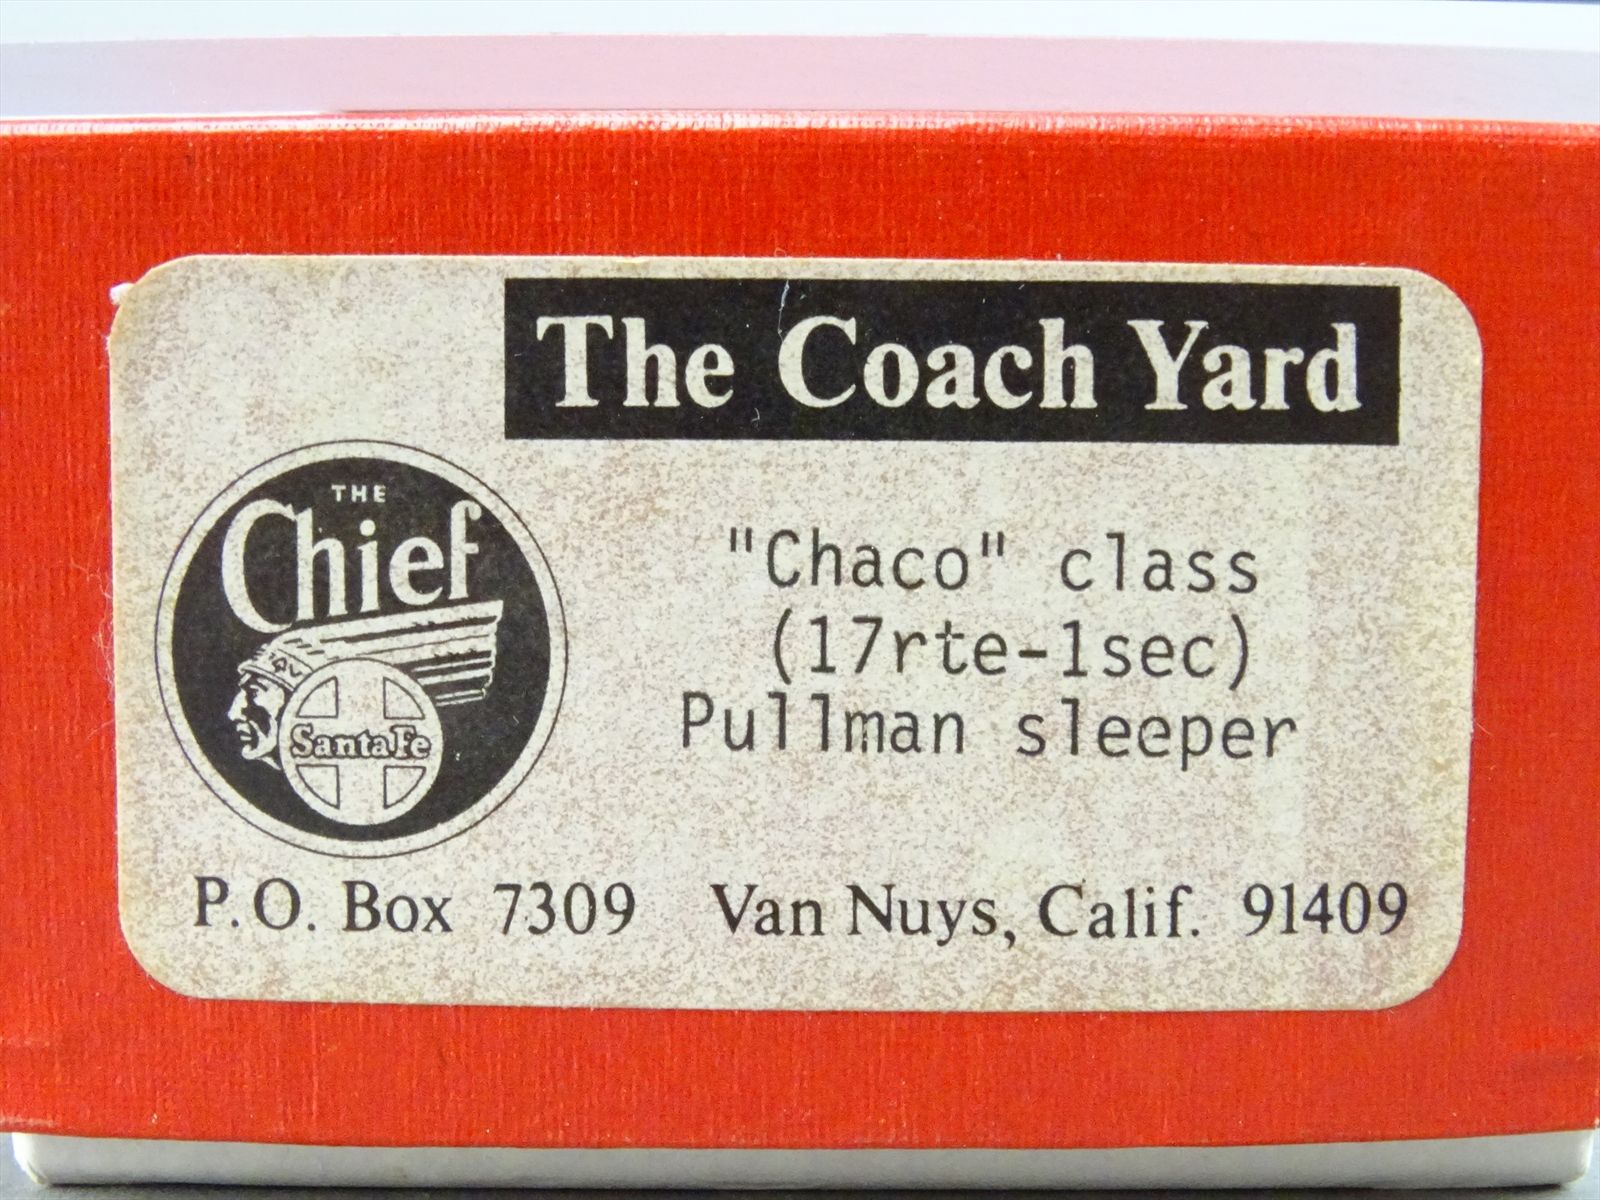 The Coach Yard
THE
Chief
Santa Fe
"Chaco" class
(17rte-1sec)
Pullman sleeper
P.O. Box 7309 Van Nuys, Calif. 91409